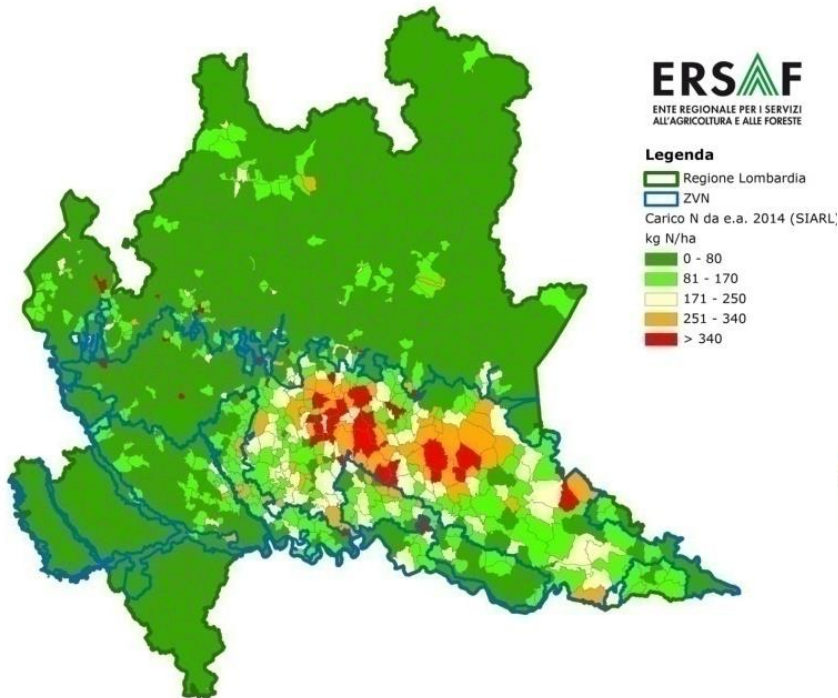 ERSAF
ENTE REGIONALE PER I SERVIZI
ALL'AGRICOLTURA E ALLE FORESTE
Legenda
Regione Lombardia
ZVN
Carico N da e.a. 2014 (SIARL)
kg N/ha
0 - 80
81 - 170
171 - 250
251 - 340
> 340